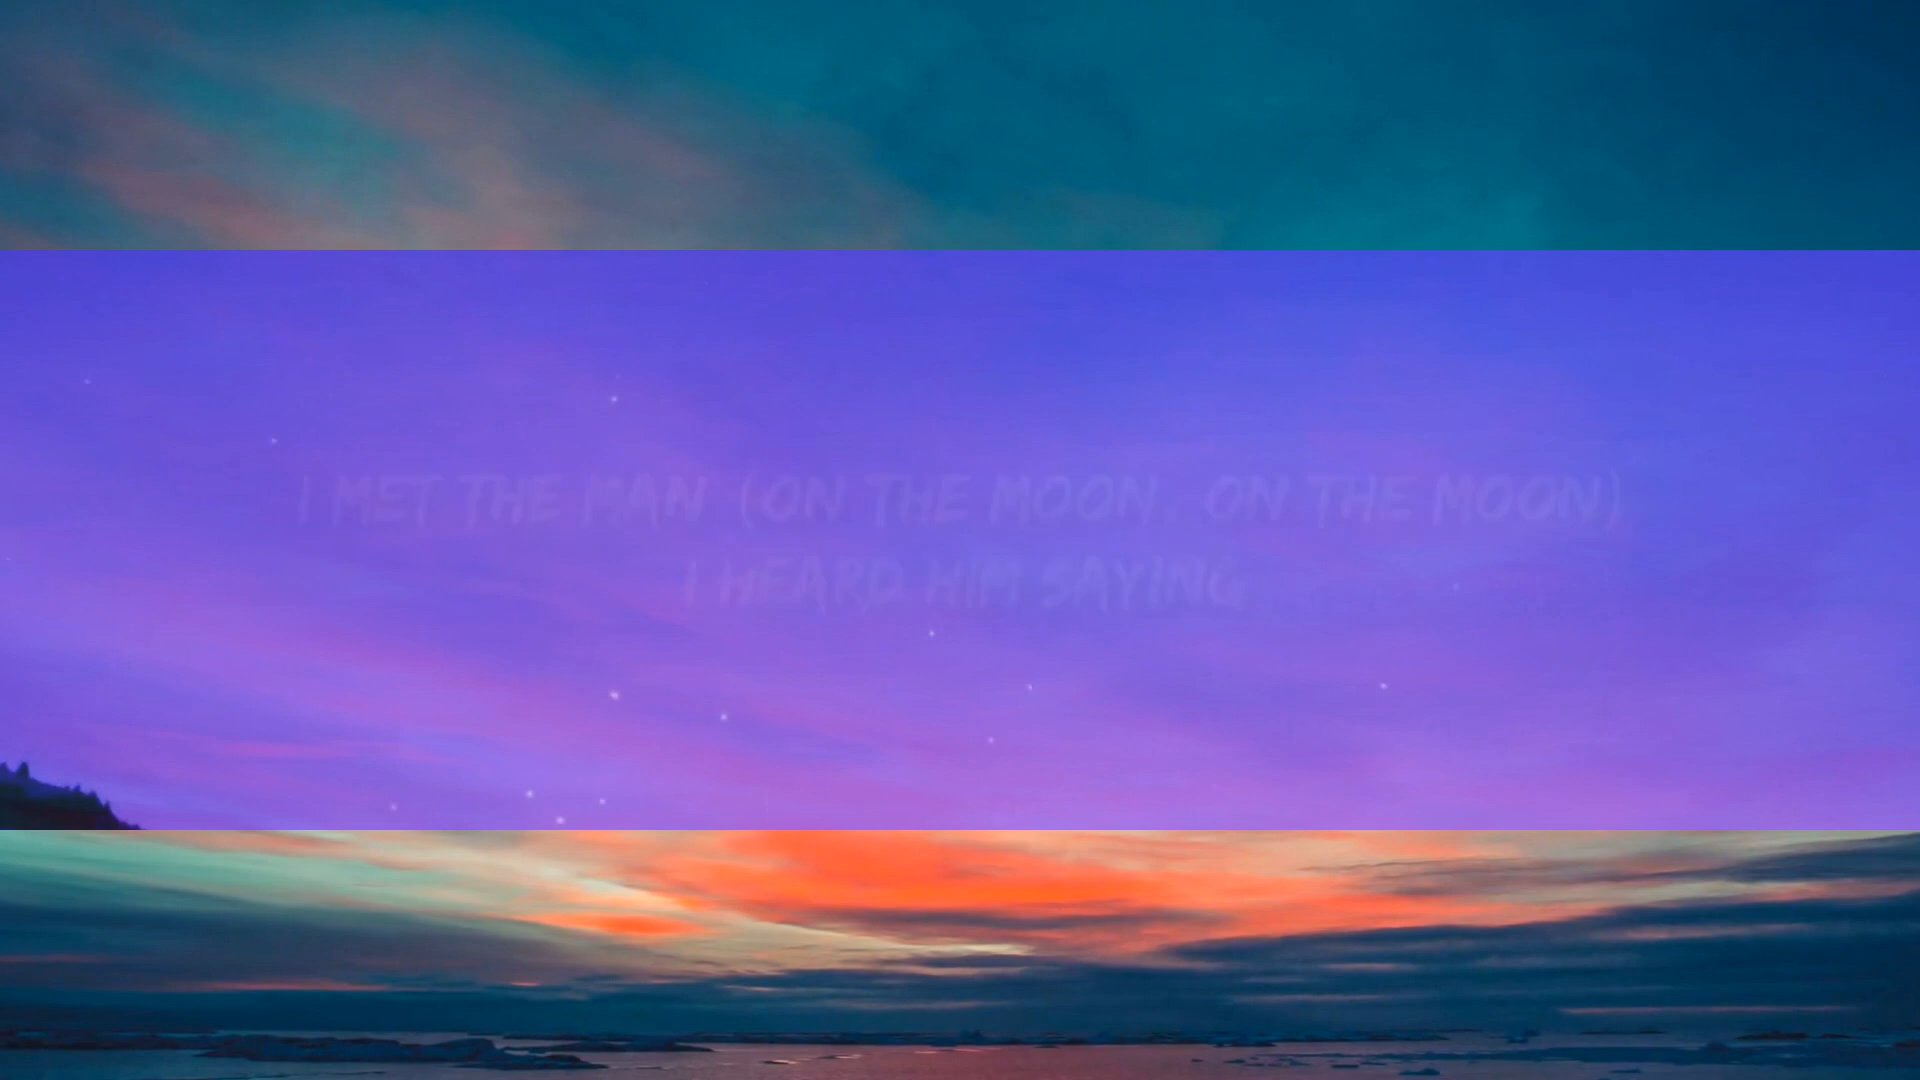 I MET THE MAN (ON THE MOON, ON THE MOON)
I HEARD HIM SAYING